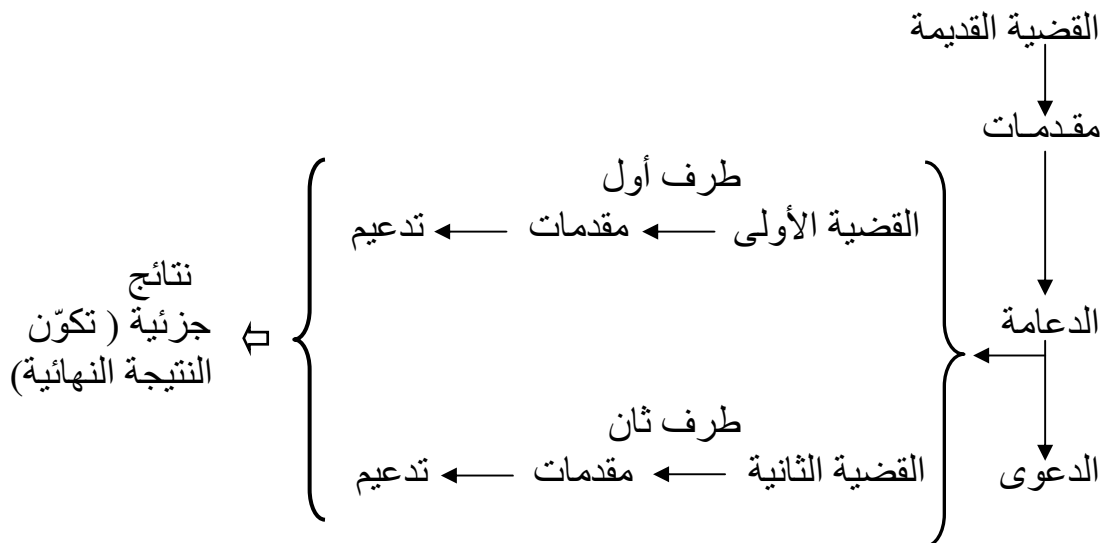 القضية القديمة
مقـدمـات
طرف أول
القضية الأولى مقدمات تدعيم
نتائج
جزئية ( تكوّن
النتيجة النهائية)
الدعامة
طرف ثان
القضية الثانية مقدمات تدعيم
الدعوى